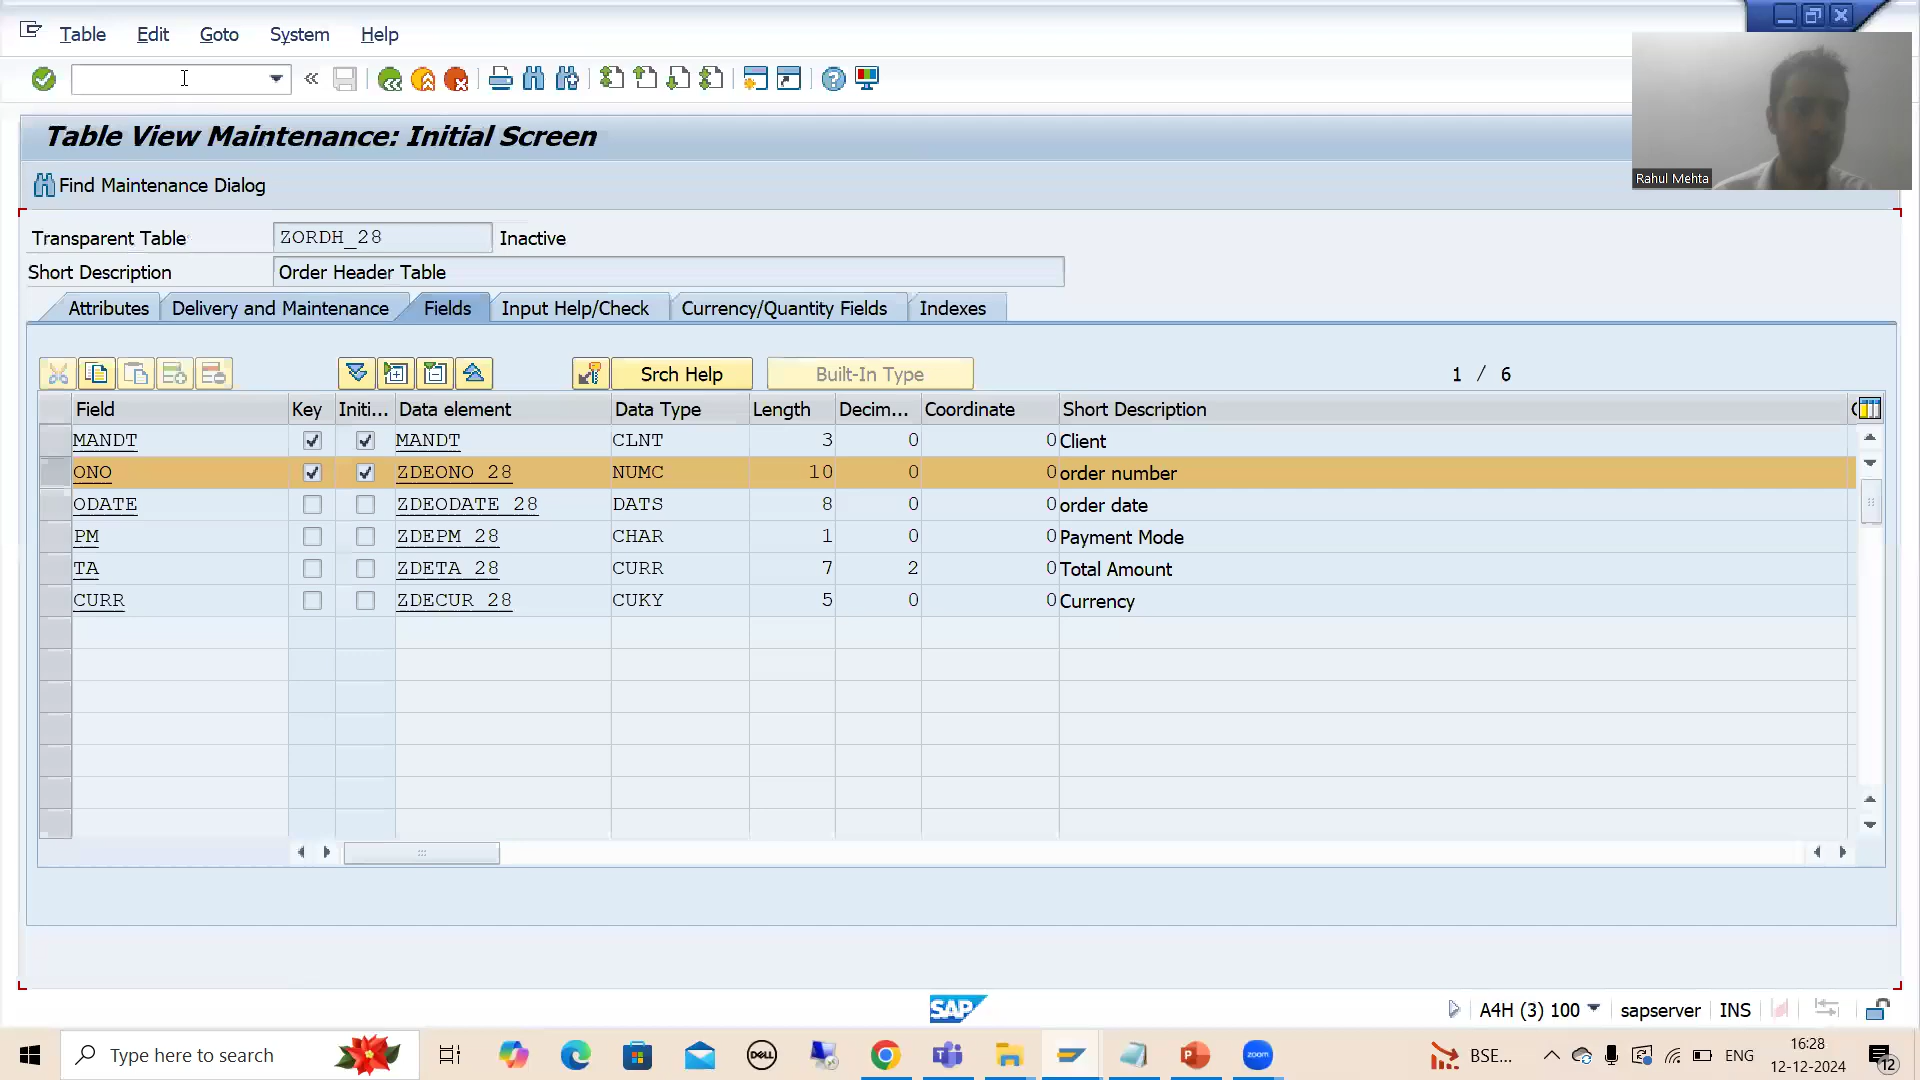 Table Edit Goto System Help
Table View Maintenance: Initial Screen
Find Maintenance Dialog
Rahul Mehta
Transparent Table ZORDH_28 Inactive
Short Description Order Header Table
Attributes Delivery and Maintenance Fields Input Help/Check Currency/Quantity Fields Indexes
Srch Help Built-In Type 1 / 6
Field Key Initi... Data element Data Type Length Decim... Coordinate Short Description
MANDT MANDT CLNT 3 0 0 Client
ONO ZDEONO_28 NUMC 10 0 0 order number
ODATE ZDEODATE_28 DATS 8 0 0 order date
PM ZDEPM_28 CHAR 1 0 0 Payment Mode
TA ZDETA_28 CURR 7 2 0 Total Amount
CURR ZDECUR_28 CUKY 5 0 0 Currency
SAP A4H (3) 100 sapserver INS
Type here to search DELL zoom BSE... ENG 16:28
12-12-2024 12